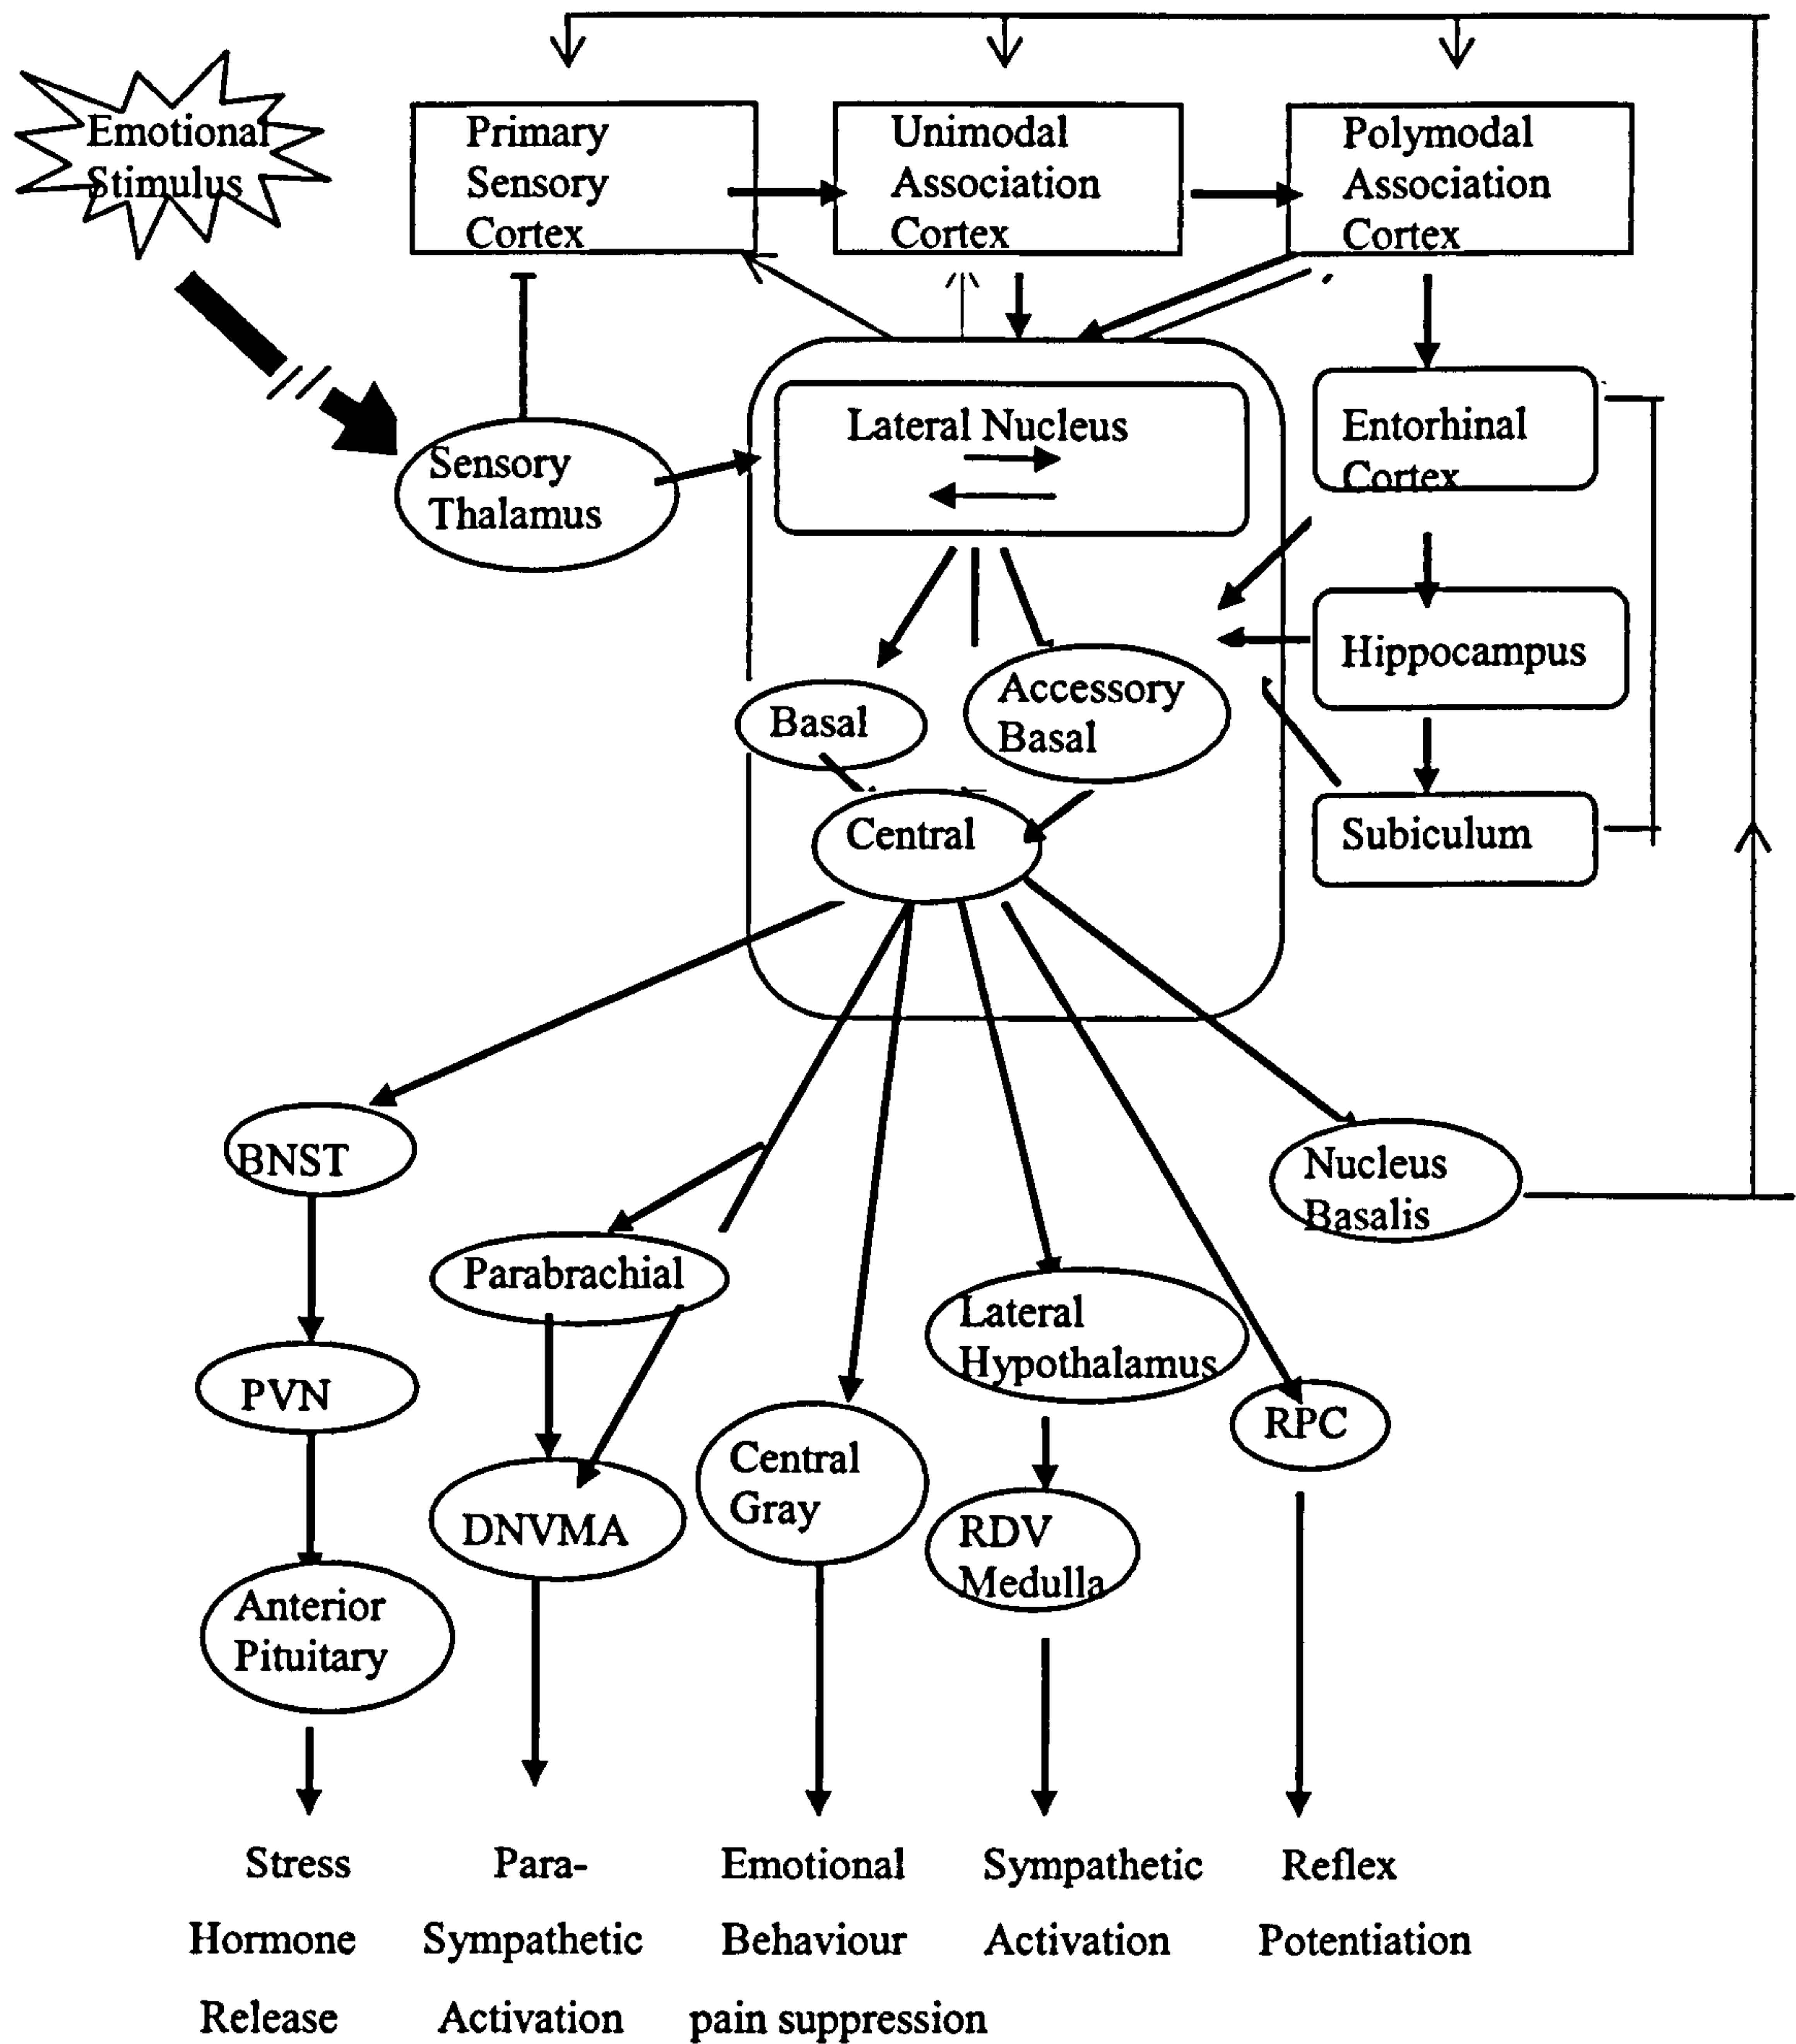 Emotional
Stimulus
Primary
Sensory
Cortex
Unimodal
Association
Cortex
Polymodal
Association
Cortex
Sensory
Thalamus
Lateral Nucleus
Entorhinal
Cortex
Hippocampus
Subiculum
Basal
Accessory
Basal
Central
BNST
Parabrachial
Nucleus
Basalis
PVN
Lateral
Hypothalamus
RPC
Central
Gray
DNVMA
RDV
Medulla
Anterior
Pituitary
Stress
Hormone
Release
Para-
Sympathetic
Activation
Emotional
Behaviour
pain suppression
Sympathetic
Activation
Reflex
Potentiation